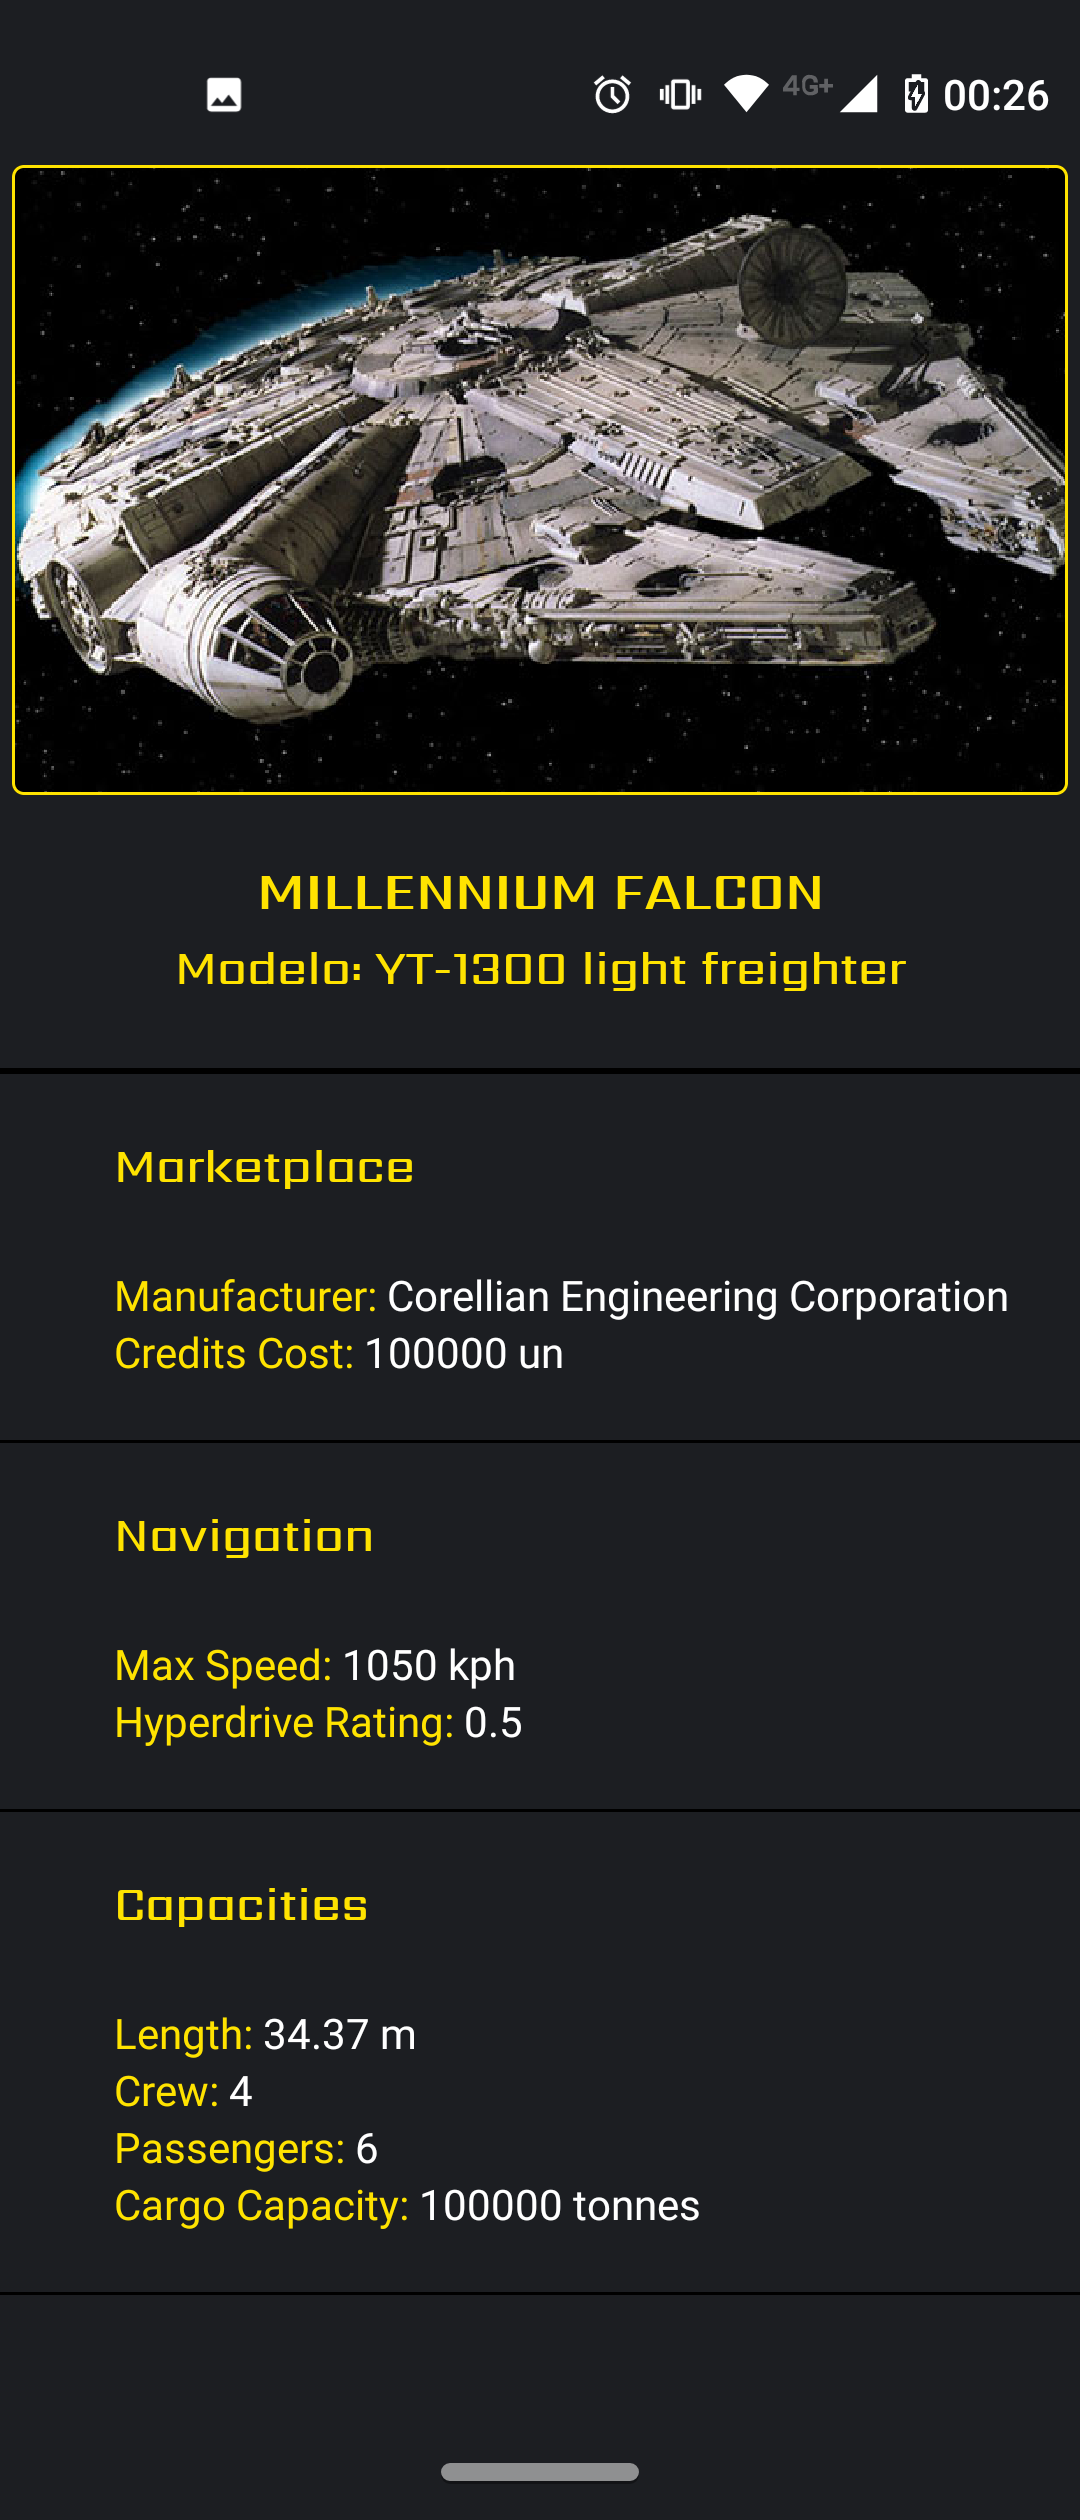 4G+ 00:26
MILLENNIUM FALCON
Modelo: YT-1300 light freighter
Marketplace
Manufacturer: Corellian Engineering Corporation
Credits Cost: 100000 un
Navigation
Max Speed: 1050 kph
Hyperdrive Rating: 0.5
Capacities
Length: 34.37 m
Crew: 4
Passengers: 6
Cargo Capacity: 100000 tonnes